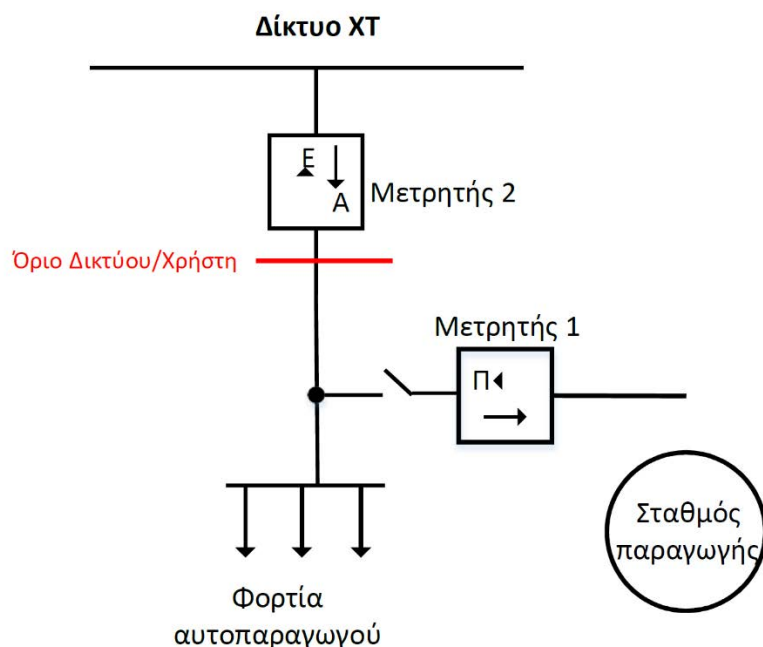 Δίκτυο ΧΤ
Ε
Α
Μετρητής 2
Όριο Δικτύου/Χρήστη
Μετρητής 1
Π
Σταθμός
παραγωγής
Φορτία
αυτοπαραγωγού